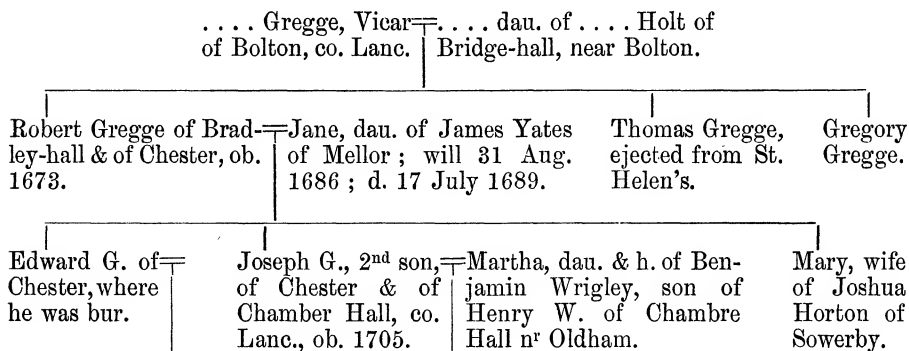 . . . . Gregge, Vicar
of Bolton, co. Lanc.
. . . . dau. of . . . . Holt of
Bridge-hall, near Bolton.
Robert Gregge of Brad-
ley-hall & of Chester, ob.
1673.
Jane, dau. of James Yates
of Mellor ; will 31 Aug.
1686 ; d. 17 July 1689.
Thomas Gregge,
ejected from St.
Helen's.
Gregory
Gregge.
Edward G. of
Chester, where
he was bur.
Joseph G., 2nd son,
of Chester & of
Chamber Hall, co.
Lanc., ob. 1705.
Martha, dau. & h. of Ben-
jamin Wrigley, son of
Henry W. of Chambre
Hall nr Oldham.
Mary, wife
of Joshua
Horton of
Sowerby.